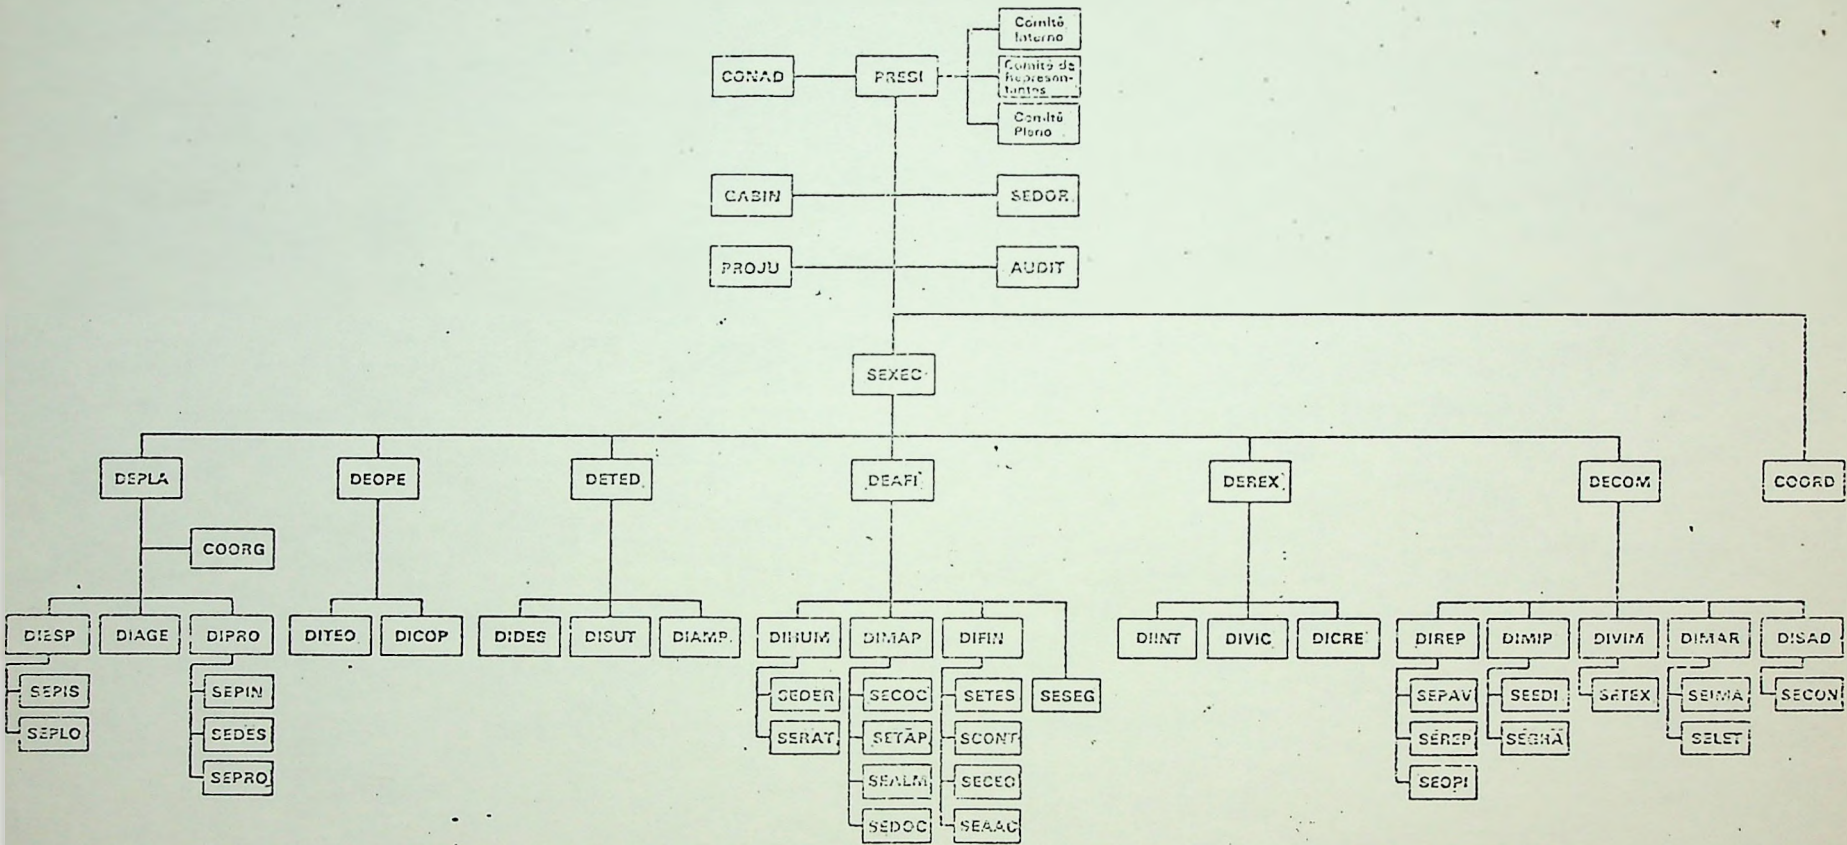 Comitê
Interno
CONAD PRESI
Comitê de
Represen-
tantes
Comitê
Pleno
GABIN SEDOR
PROJU AUDIT
SEXEC
DEPLA DEOPE DETED DEAFI DEREX DECOM COORD
COORG
DIESP DIAGE DIPRO DITEO DICOP DIDES DISUT DIAMP DIHUM DIMAP DIFIN DIINT DIVIC DICRE DIREP DIMIP DIVIM DIMAR DISAD
SEPIS SEPIN SEDER SECOC SETES SESEG SEPAV SEEDI SETEX SEIMA SECON
SEPLO SEDES SERAT SETAP SCONT SEREP SEGRA SELET
SEPRO SEALM SECEO SEOPI
SEDOC SEAAC